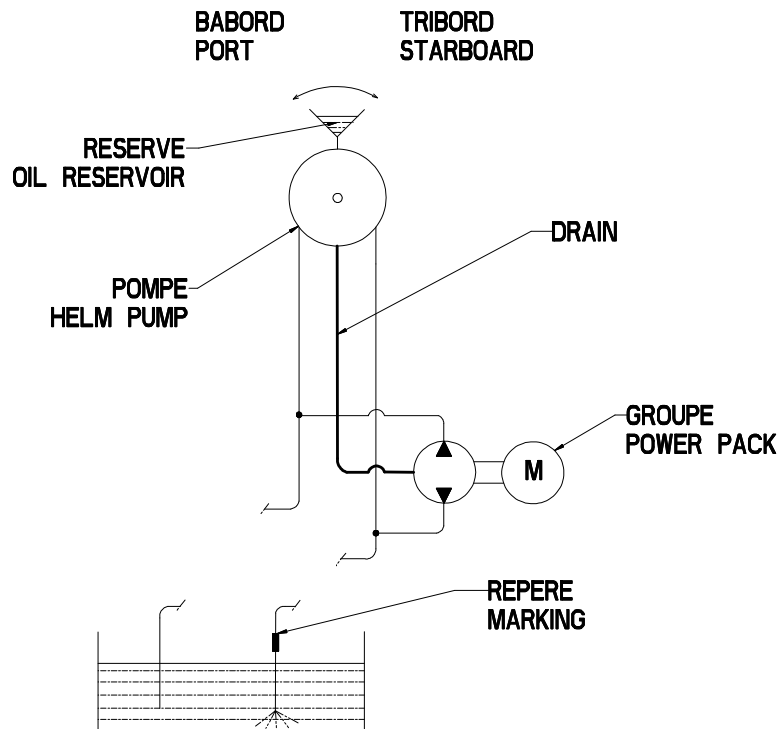 BABORD
PORT
TRIBORD
STARBOARD
RESERVE
OIL RESERVOIR
DRAIN
POMPE
HELM PUMP
GROUPE
POWER PACK
M
REPERE
MARKING